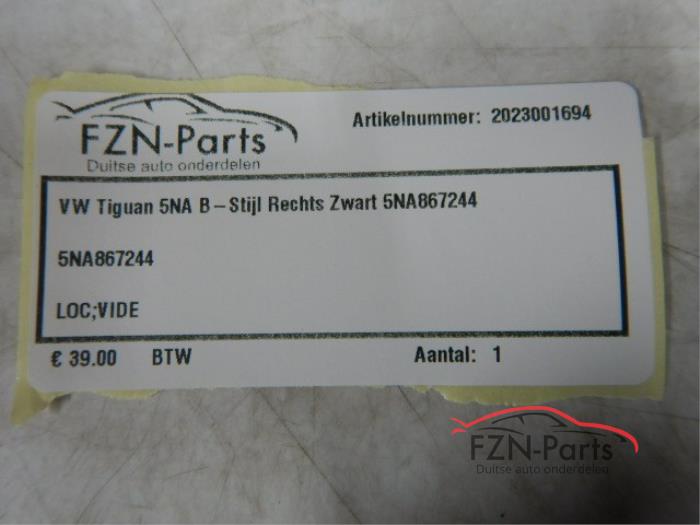 FZN-Parts
Duitse auto onderdelen
Artikelnummer: 2023001694
VW Tiguan 5NA B-Stijl Rechts Zwart 5NA867244
5NA867244
LOC;VIDE
€ 39.00 BTW Aantal: 1
FZN-Parts
Duitse auto onderdelen